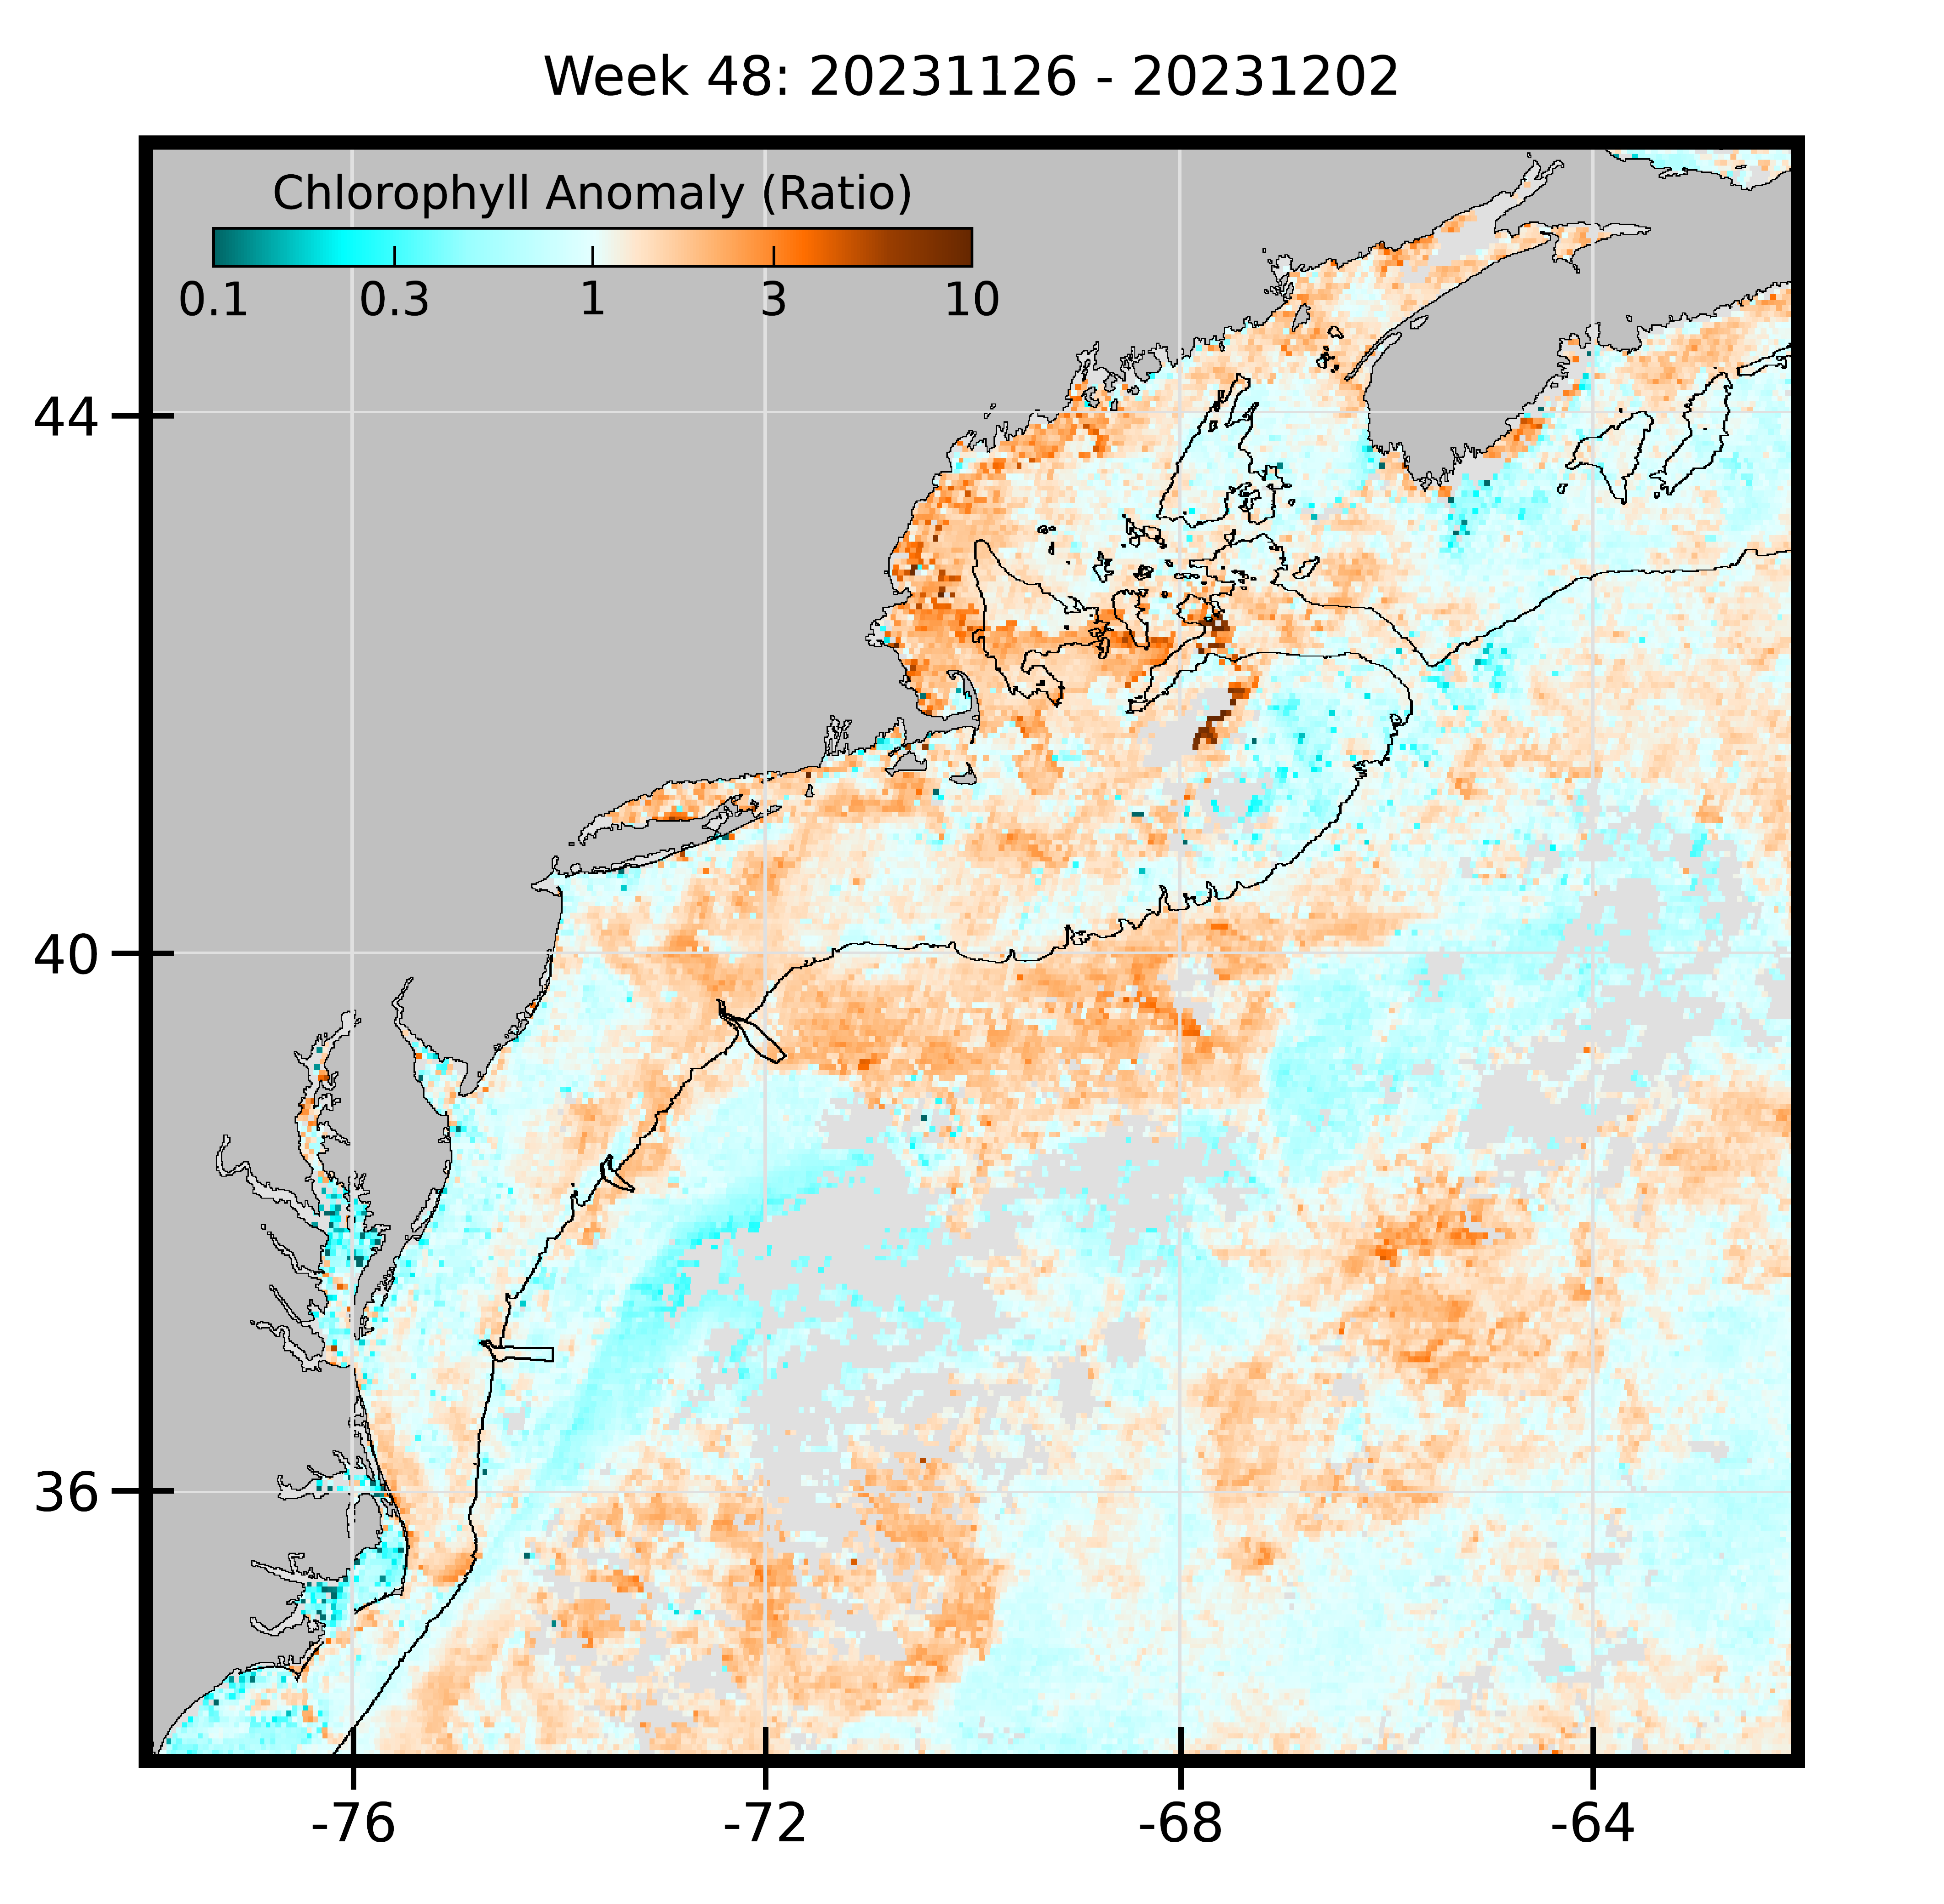 Week 48: 20231126 - 20231202
Chlorophyll Anomaly (Ratio)
0.1 0.3 1 3 10
44
40
36
-76 -72 -68 -64